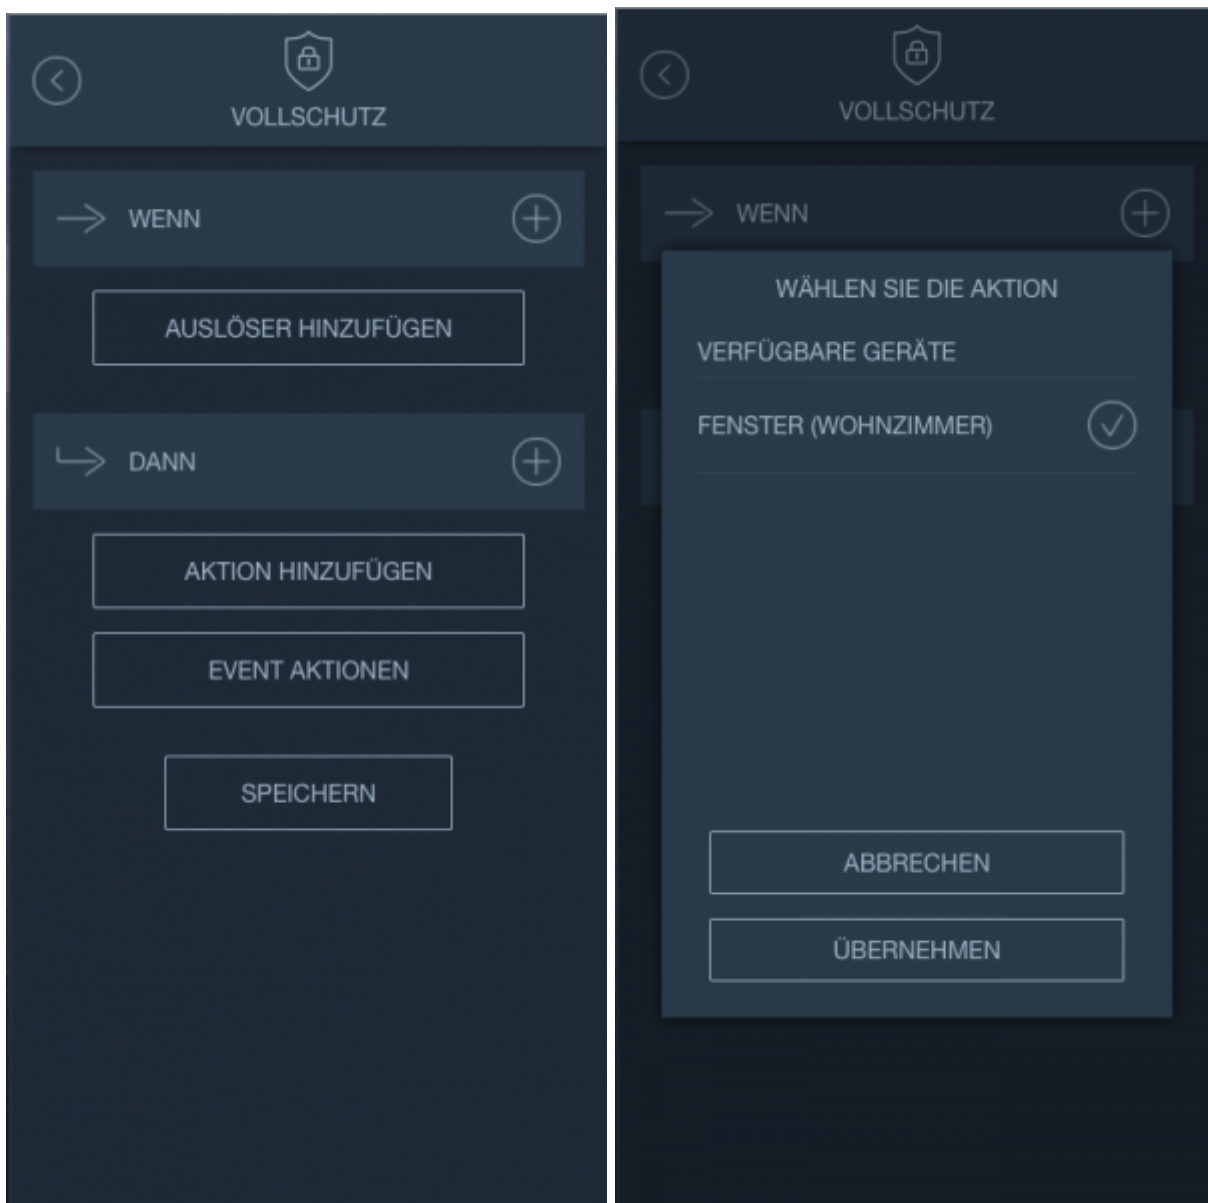 VOLLSCHUTZ
WENN
AUSLÖSER HINZUFÜGEN
DANN
AKTION HINZUFÜGEN
EVENT AKTIONEN
SPEICHERN
VOLLSCHUTZ
WENN
WÄHLEN SIE DIE AKTION
VERFÜGBARE GERÄTE
FENSTER (WOHNZIMMER)
ABBRECHEN
ÜBERNEHMEN